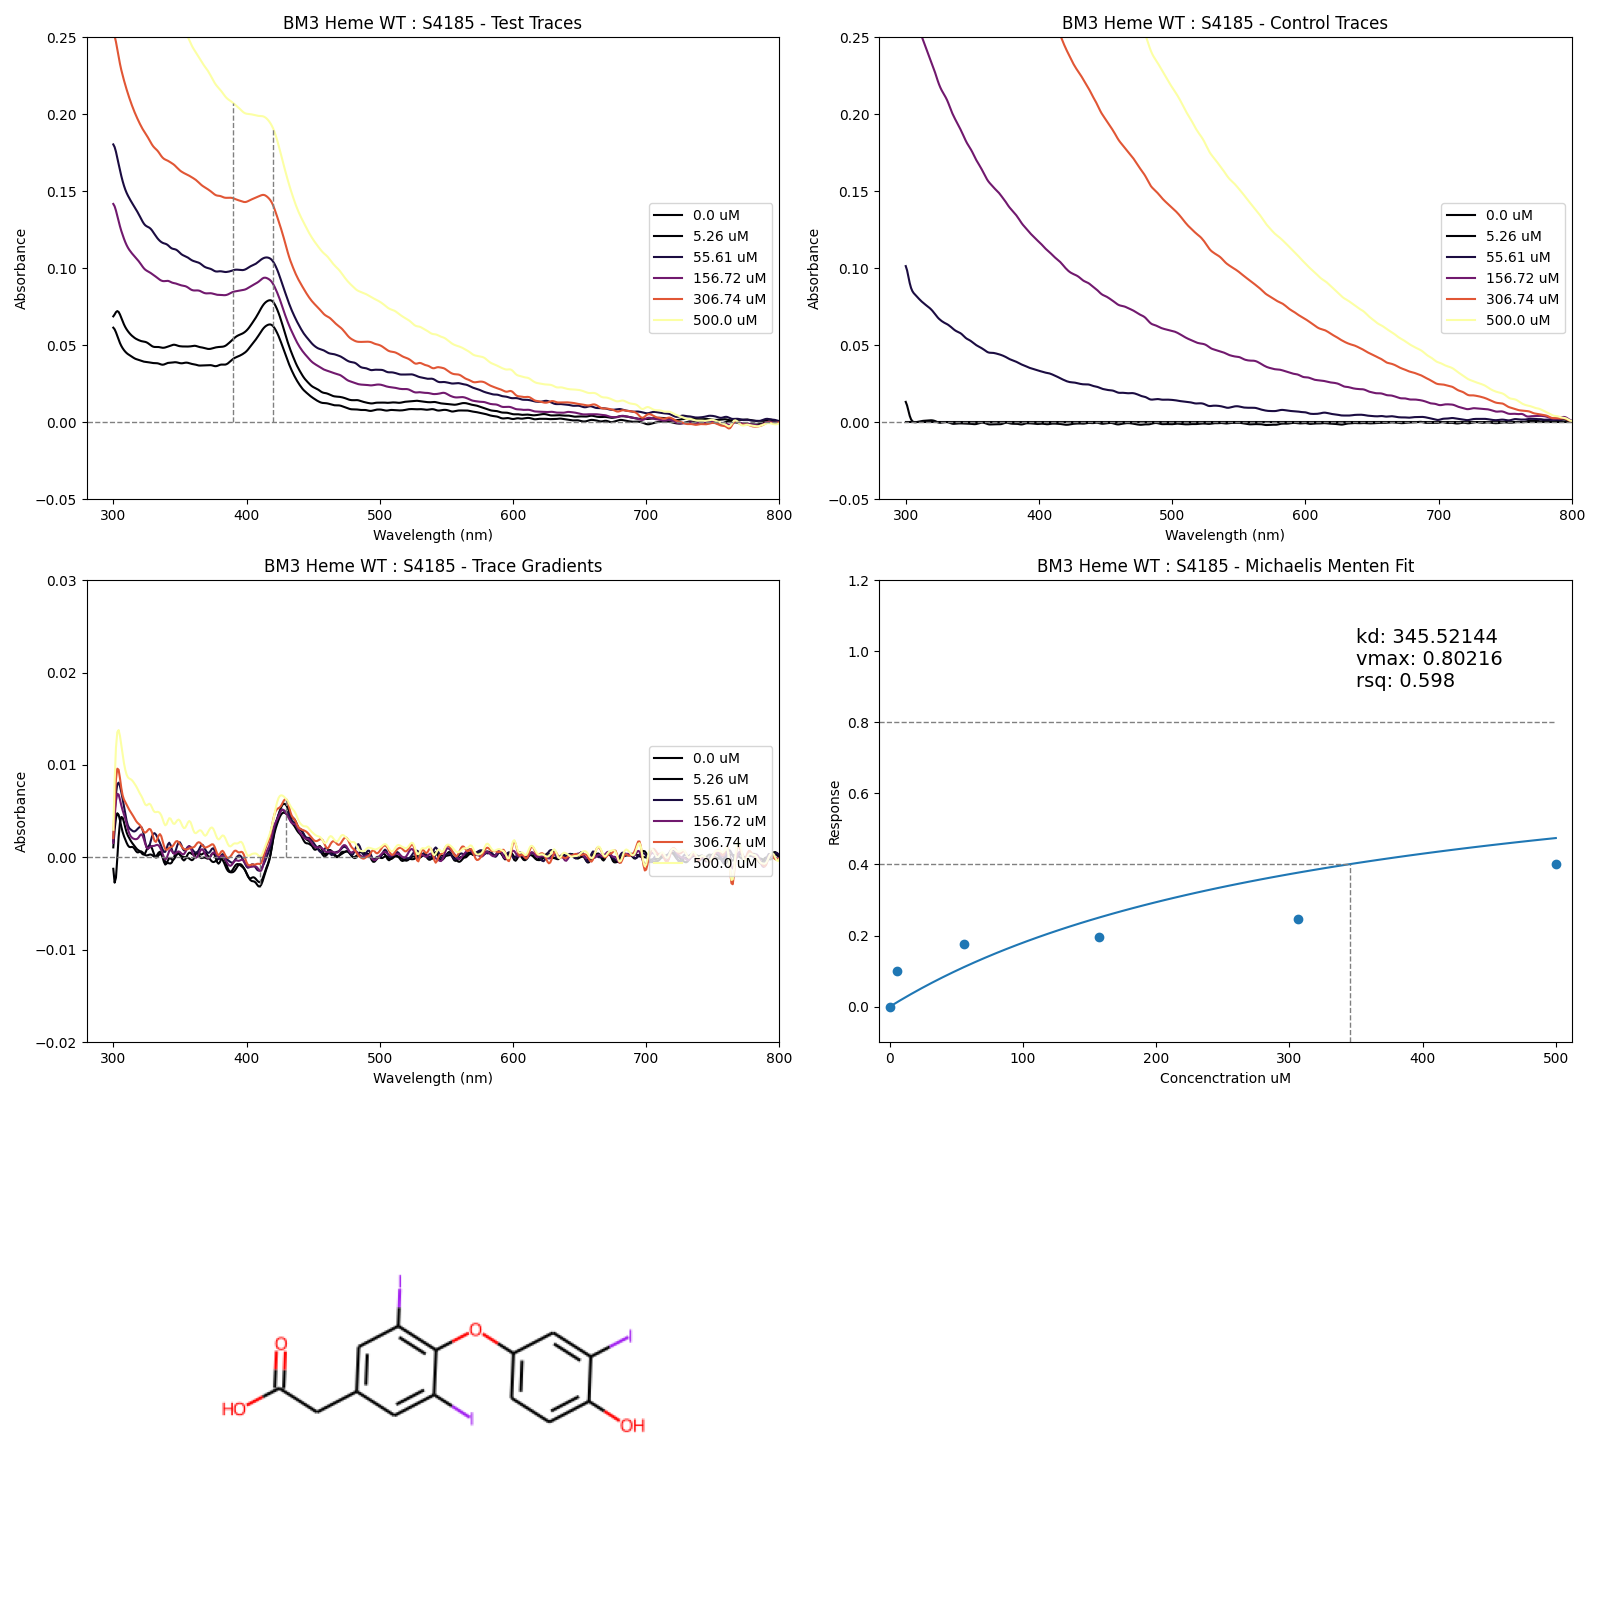 BM3 Heme WT : S4185 - Test Traces
0.25
0.20
0.15
0.10
0.05
0.00
−0.05
Absorbance
300 400 500 600 700 800
Wavelength (nm)
0.0 uM
5.26 uM
55.61 uM
156.72 uM
306.74 uM
500.0 uM
BM3 Heme WT : S4185 - Control Traces
0.25
0.20
0.15
0.10
0.05
0.00
−0.05
Absorbance
300 400 500 600 700 800
Wavelength (nm)
0.0 uM
5.26 uM
55.61 uM
156.72 uM
306.74 uM
500.0 uM
BM3 Heme WT : S4185 - Trace Gradients
0.03
0.02
0.01
0.00
−0.01
−0.02
Absorbance
300 400 500 600 700 800
Wavelength (nm)
0.0 uM
5.26 uM
55.61 uM
156.72 uM
306.74 uM
500.0 uM
BM3 Heme WT : S4185 - Michaelis Menten Fit
1.2
1.0
0.8
0.6
0.4
0.2
0.0
Response
0 100 200 300 400 500
Concenctration uM
kd: 345.52144
vmax: 0.80216
rsq: 0.598
I
O
O
I
HO
I
OH